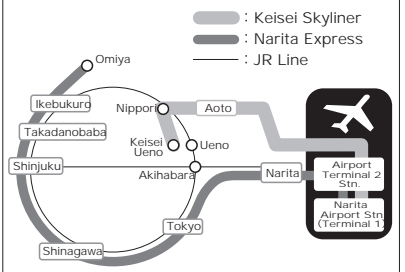 : Keisei Skyliner
: Narita Express
: JR Line
Omiya
Ikebukuro
Nippori
Aoto
Takadanobaba
Keisei
Ueno
Ueno
Shinjuku
Akihabara
Narita
Airport
Terminal 2
Stn.
Narita
Airport Stn
(Terminal 1)
Tokyo
Shinagawa